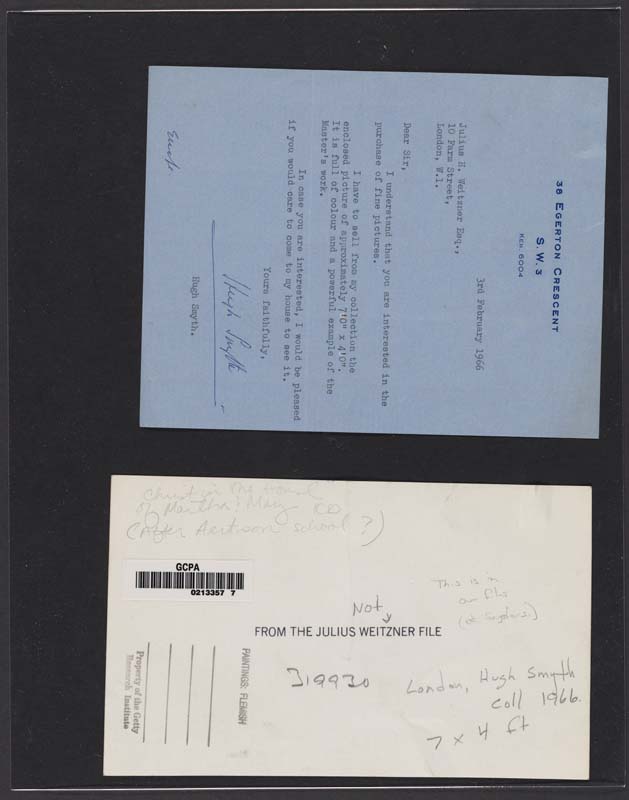 38 EGERTON CRESCENT
S. W. 3
KEN. 6004
3rd February 1966
Julius H. Weitzner Esq.,
10 Farm Street,
London, W.1.
Dear Sir,
I understand that you are interested in the
purchase of fine pictures.
I have to sell from my collection the
enclosed picture of approximately 7'0" x 4'0".
It is full of colour and a powerful example of the
Master's work.
In case you are interested, I would be pleased
if you would care to come to my house to see it.
Yours faithfully,
Hugh Smyth
Hugh Smyth.
Christ in the House
of Martha & Mary
(After Aertson school?)
GCPA
0213357 7
This is in
our file
Not
FROM THE JULIUS WEITZNER FILE
319930
London, Hugh Smyth
Coll 1966.
7 x 4 ft
PAINTINGS: FLEMISH
Property of the Getty
Research Institute